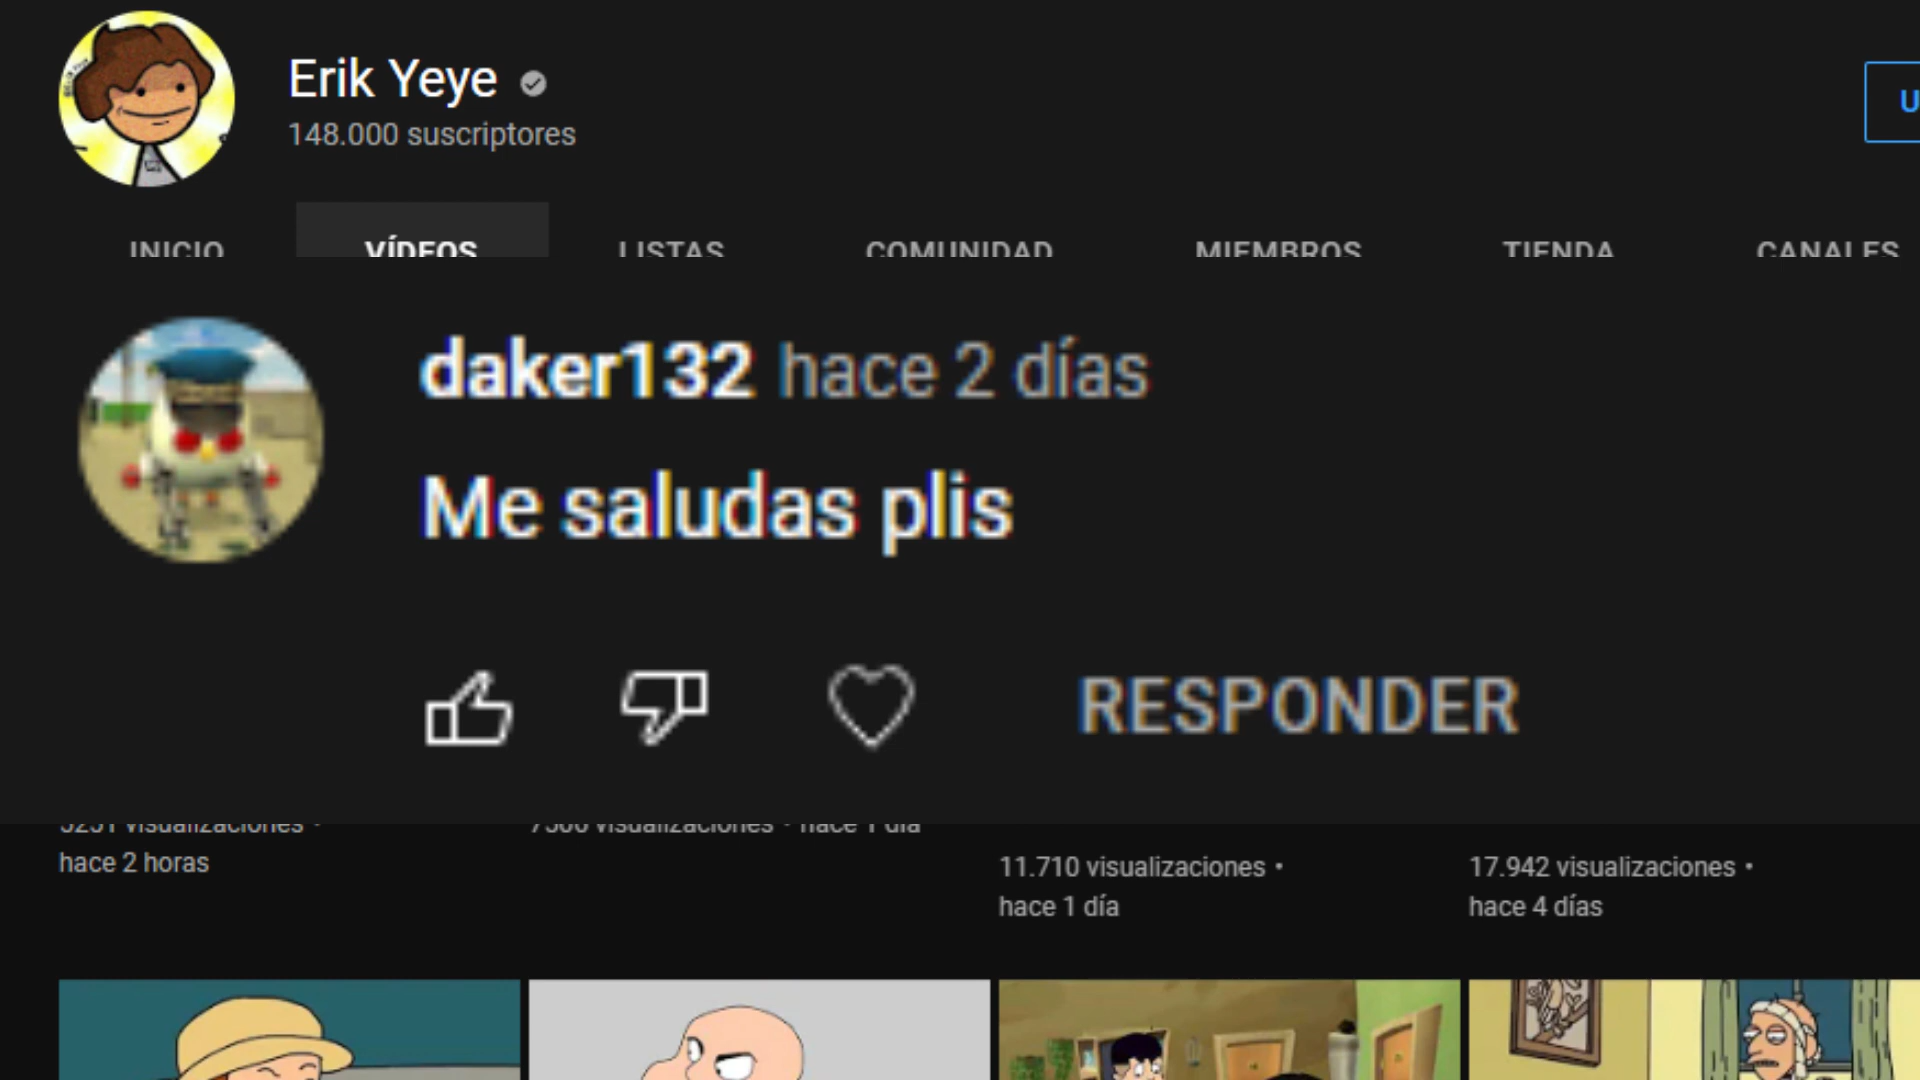 Erik Yeye
148.000 suscriptores
U
INICIO VÍDEOS LISTAS COMUNIDAD MIEMBROS TIENDA CANALES
daker132 hace 2 días
Me saludas plis
RESPONDER
visualizaciones •
hace 2 horas
visualizaciones • hace 1 día
11.710 visualizaciones •
hace 1 día
17.942 visualizaciones •
hace 4 días